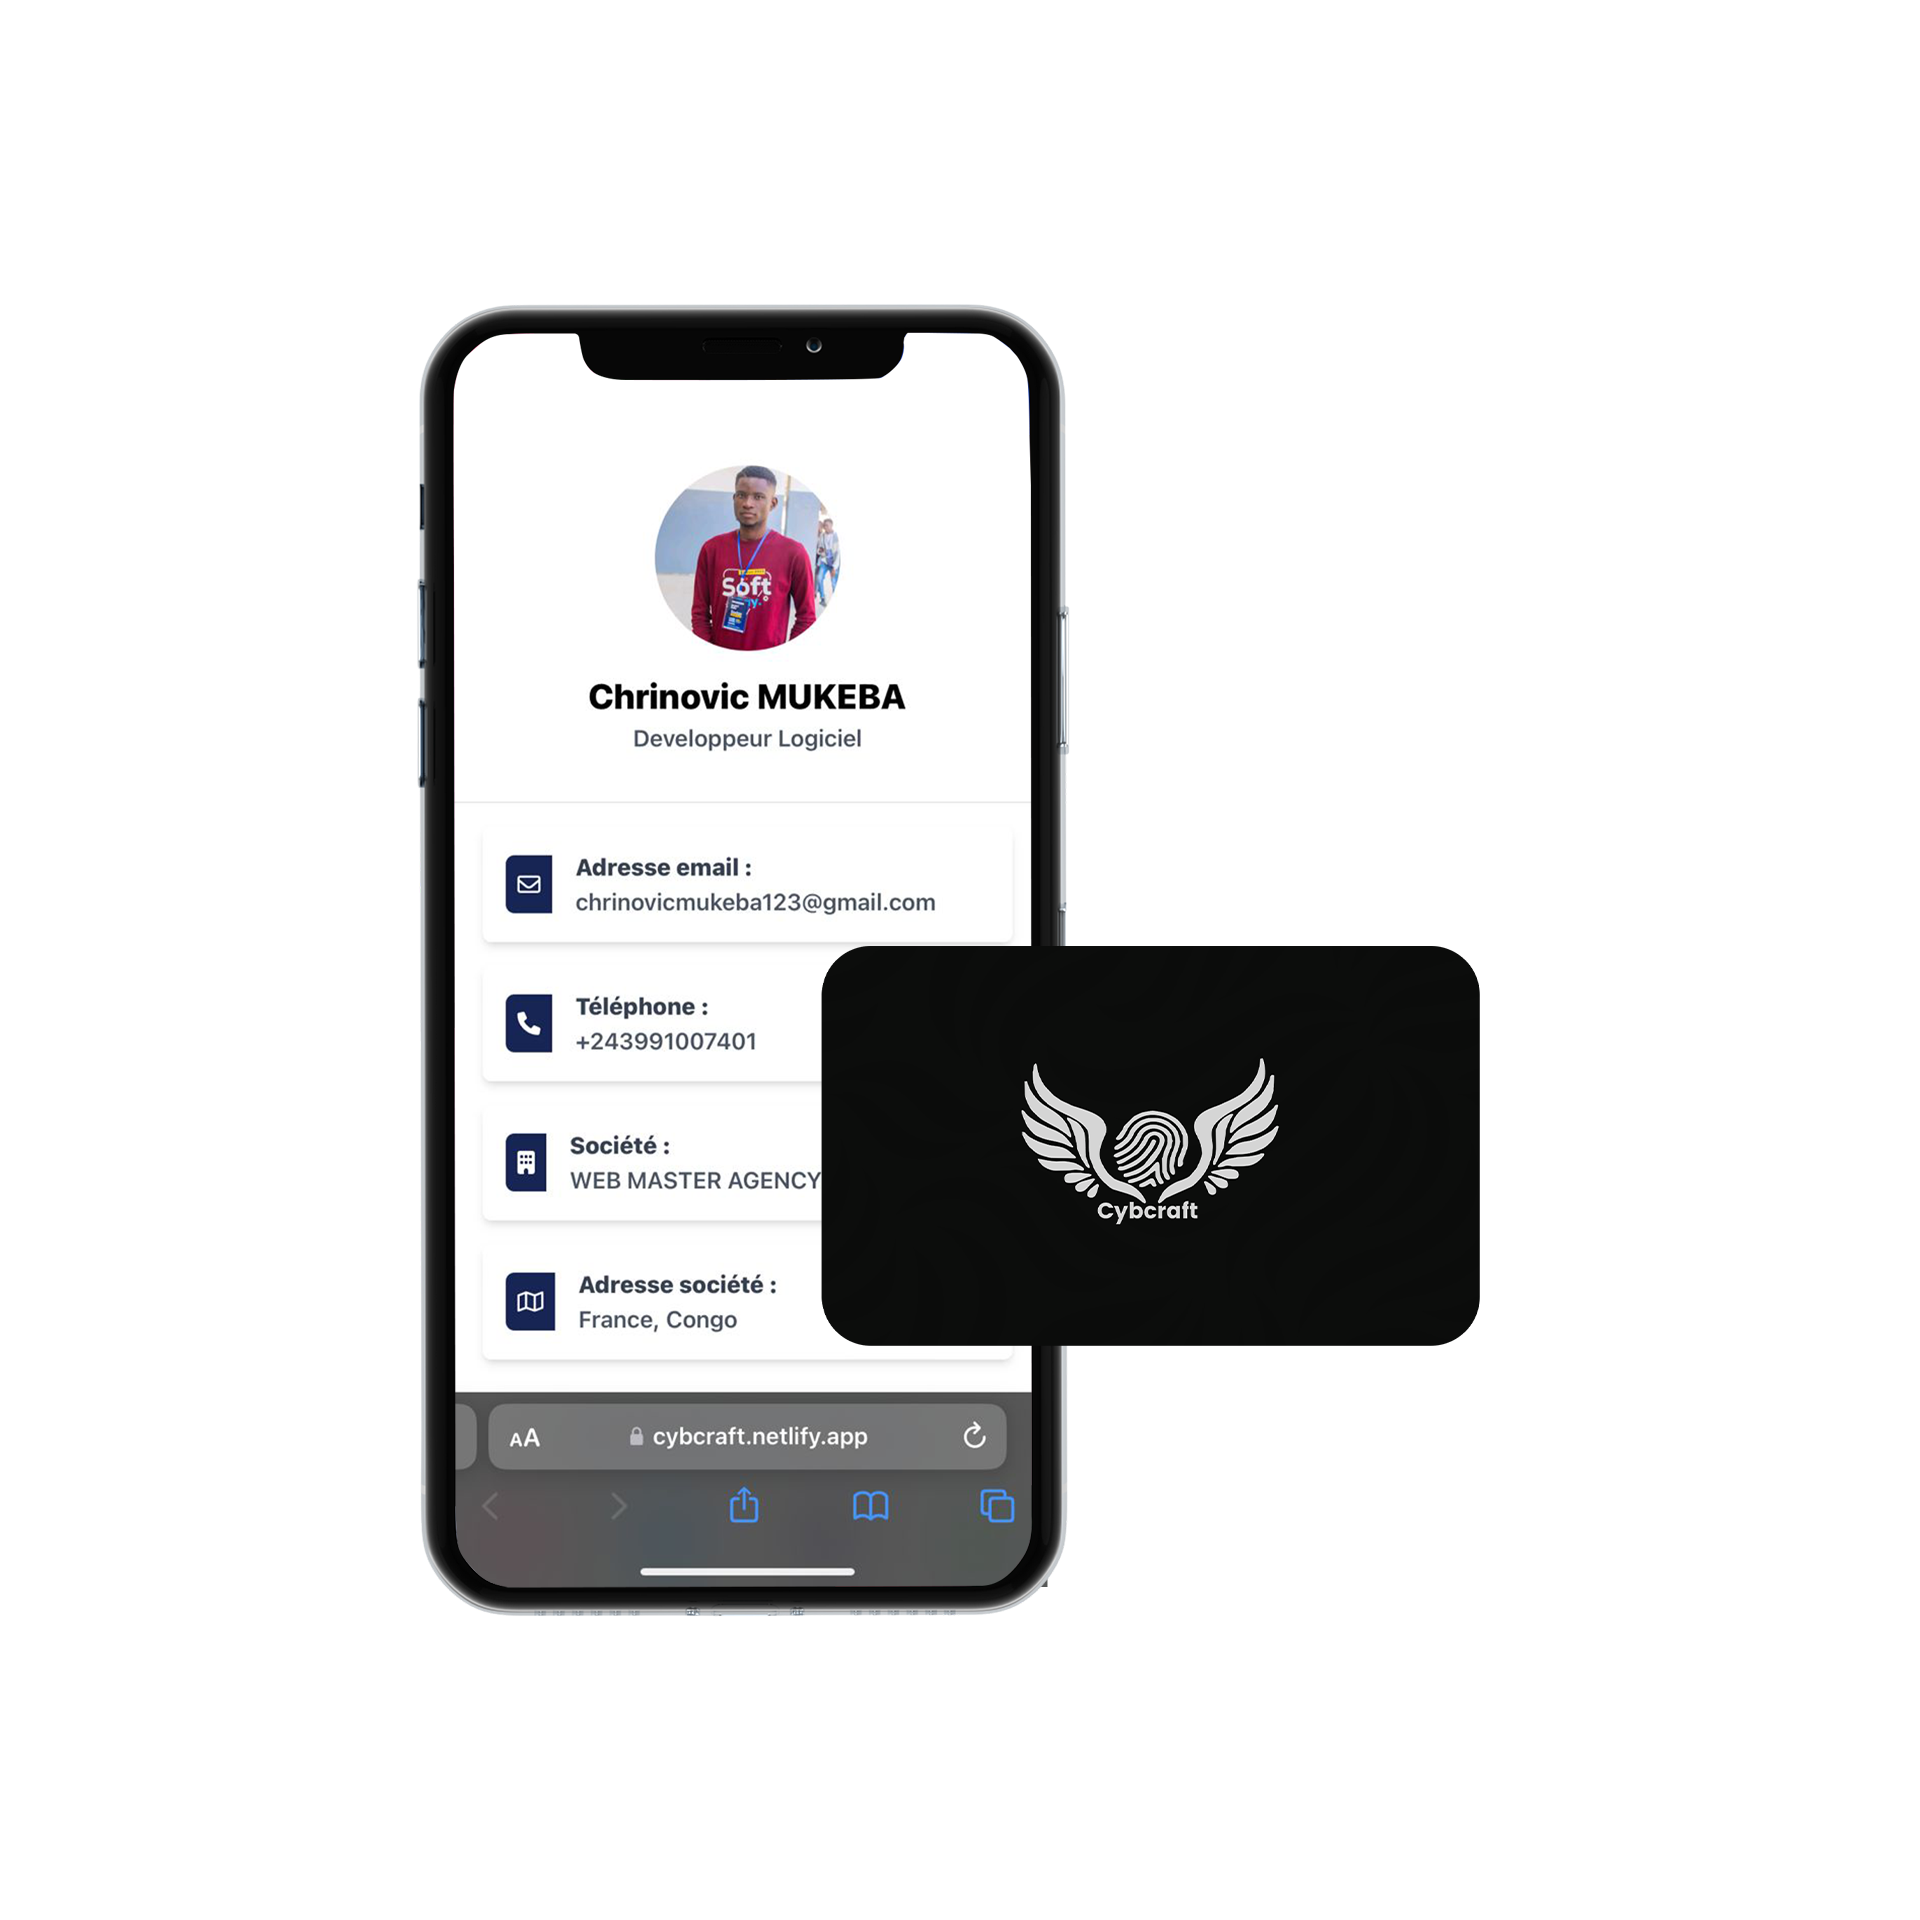 Soft
Chrinovic MUKEBA
Developpeur Logiciel
Adresse email :
chrinovicmukeba123@gmail.com
Téléphone :
+243991007401
Société :
WEB MASTER AGENCY
Adresse société :
France, Congo
Cybcraft
AA
cybcraft.netlify.app